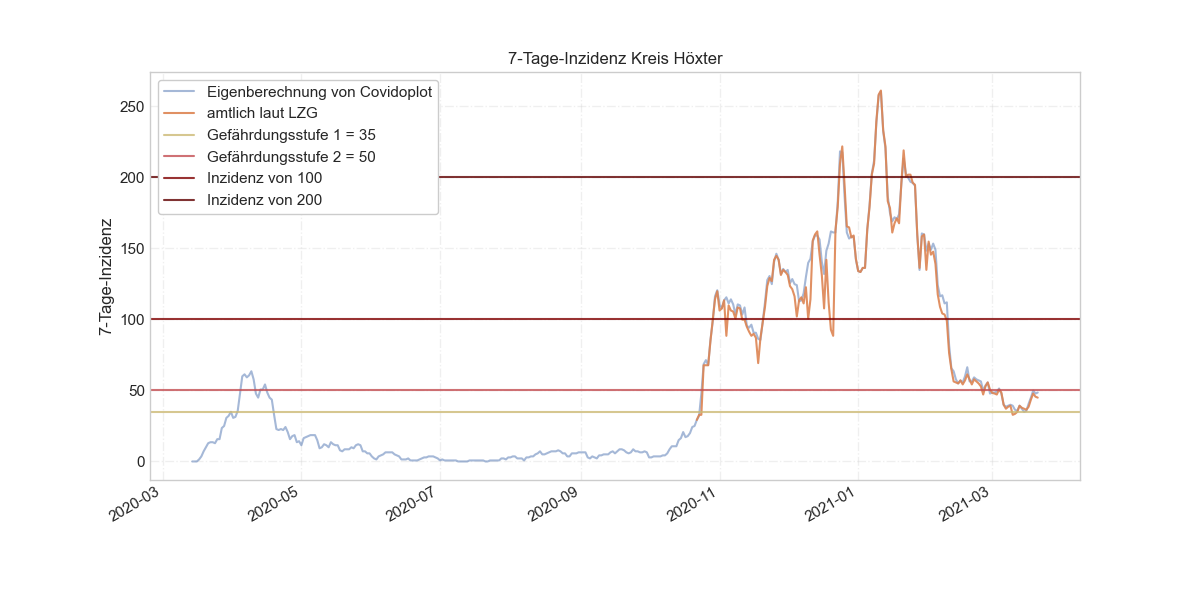 7-Tage-Inzidenz Kreis Höxter
Eigenberechnung von Covidoplot
amtlich laut LZG
Gefährdungsstufe 1 = 35
Gefährdungsstufe 2 = 50
Inzidenz von 100
Inzidenz von 200
7-Tage-Inzidenz
250
200
150
100
50
0
2020-03
2020-05
2020-07
2020-09
2020-11
2021-01
2021-03